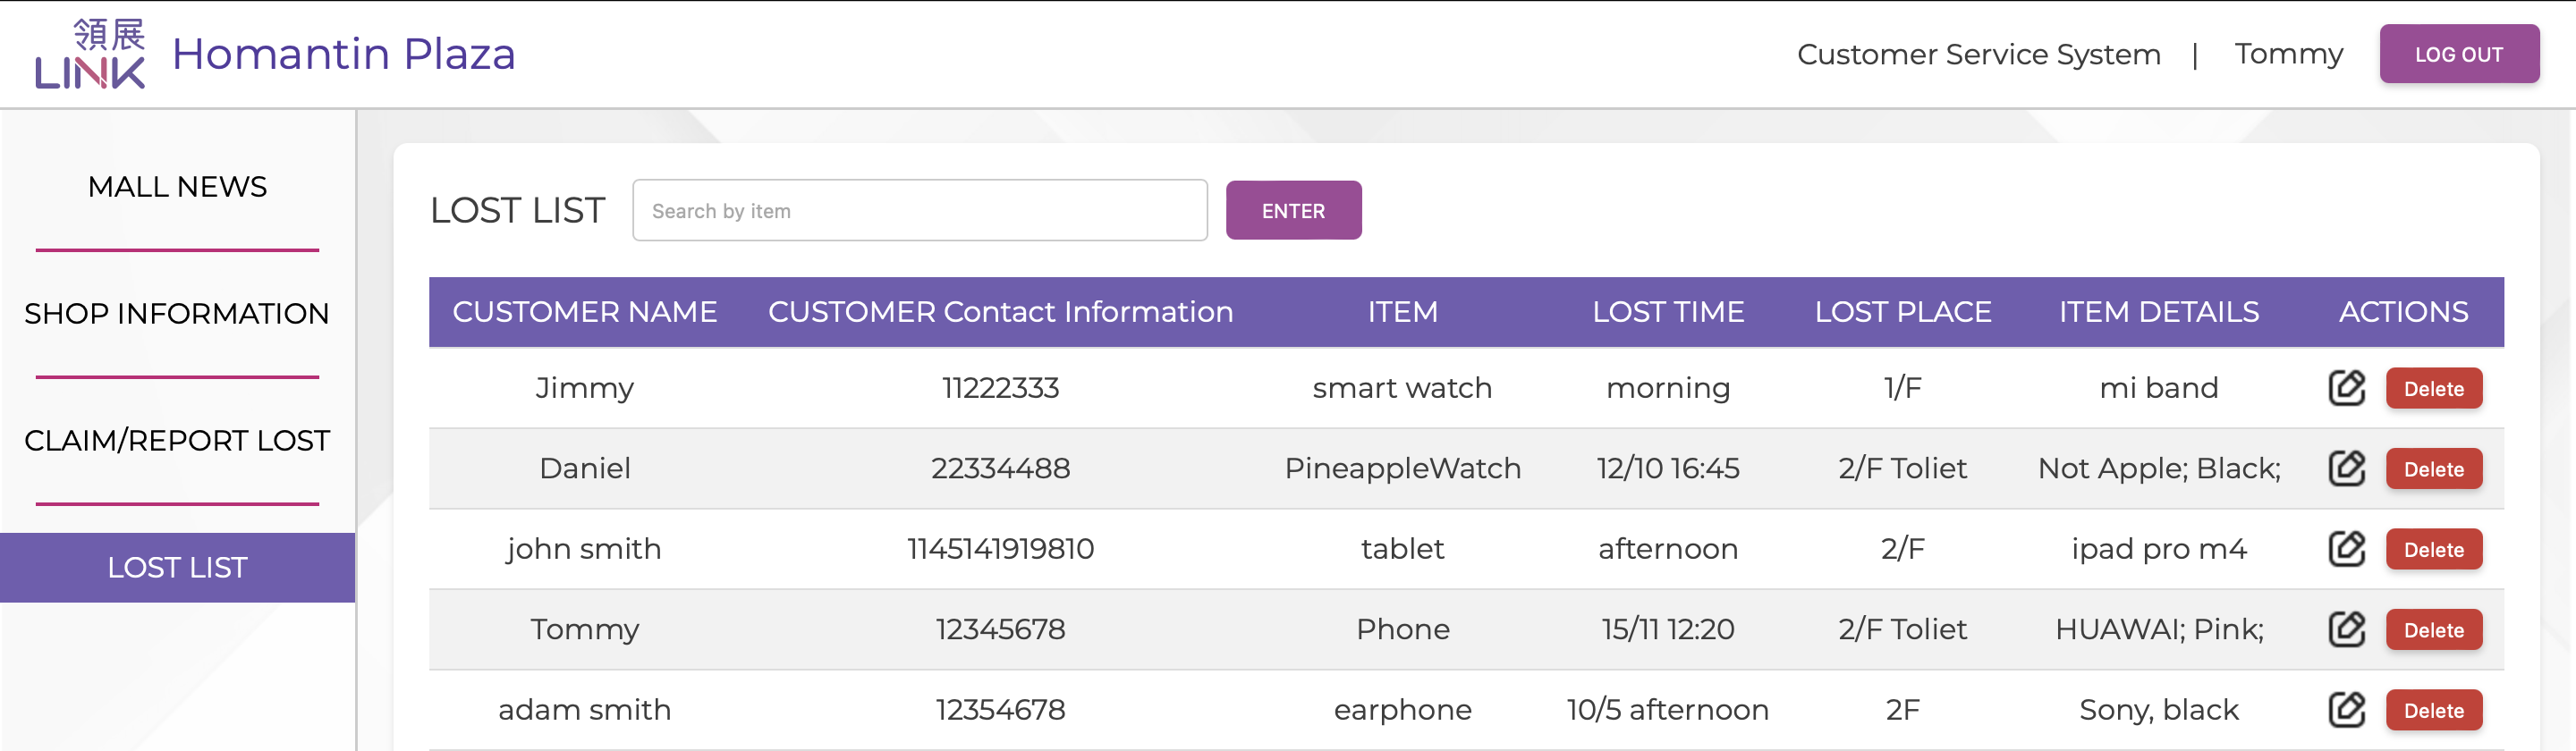 領展
LINK
Homantin Plaza
Customer Service System | Tommy LOG OUT
MALL NEWS
SHOP INFORMATION
CLAIM/REPORT LOST
LOST LIST
LOST LIST Search by item ENTER
CUSTOMER NAME CUSTOMER Contact Information ITEM LOST TIME LOST PLACE ITEM DETAILS ACTIONS
Jimmy 11222333 smart watch morning 1/F mi band Delete
Daniel 22334488 PineappleWatch 12/10 16:45 2/F Toliet Not Apple; Black; Delete
john smith 1145141919810 tablet afternoon 2/F ipad pro m4 Delete
Tommy 12345678 Phone 15/11 12:20 2/F Toliet HUAWAI; Pink; Delete
adam smith 12354678 earphone 10/5 afternoon 2F Sony, black Delete